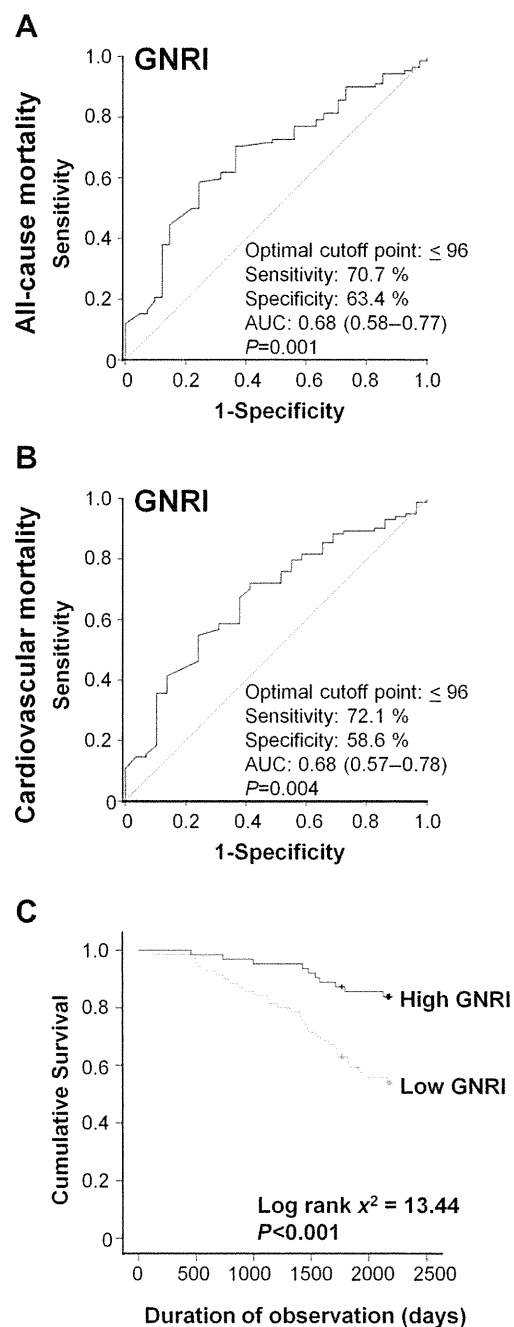 A
GNRI
All-cause mortality
Sensitivity
1.0
0.8
0.6
0.4
0.2
0
Optimal cutoff point: ≤ 96
Sensitivity: 70.7 %
Specificity: 63.4 %
AUC: 0.68 (0.58–0.77)
P=0.001
0 0.2 0.4 0.6 0.8 1.0
1-Specificity
B
GNRI
Cardiovascular mortality
Sensitivity
1.0
0.8
0.6
0.4
0.2
0
Optimal cutoff point: ≤ 96
Sensitivity: 72.1 %
Specificity: 58.6 %
AUC: 0.68 (0.57–0.78)
P=0.004
0 0.2 0.4 0.6 0.8 1.0
1-Specificity
C
Cumulative Survival
1.0
0.8
0.6
0.4
0.2
0
High GNRI
Low GNRI
Log rank x² = 13.44
P<0.001
0 500 1000 1500 2000 2500
Duration of observation (days)